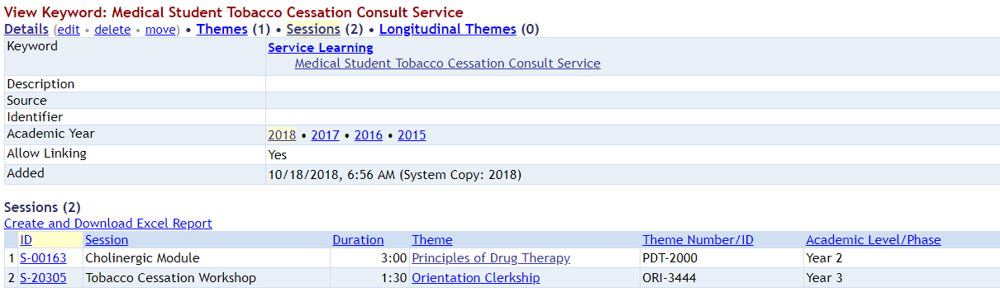 View Keyword: Medical Student Tobacco Cessation Consult Service
Details (edit • delete • move) • Themes (1) • Sessions (2) • Longitudinal Themes (0)
Keyword Service Learning
Medical Student Tobacco Cessation Consult Service
Description
Source
Identifier
Academic Year 2018 • 2017 • 2016 • 2015
Allow Linking Yes
Added 10/18/2018, 6:56 AM (System Copy: 2018)
Sessions (2)
Create and Download Excel Report
ID Session Duration Theme Theme Number/ID Academic Level/Phase
1 S-00163 Cholinergic Module 3:00 Principles of Drug Therapy PDT-2000 Year 2
2 S-20305 Tobacco Cessation Workshop 1:30 Orientation Clerkship ORI-3444 Year 3